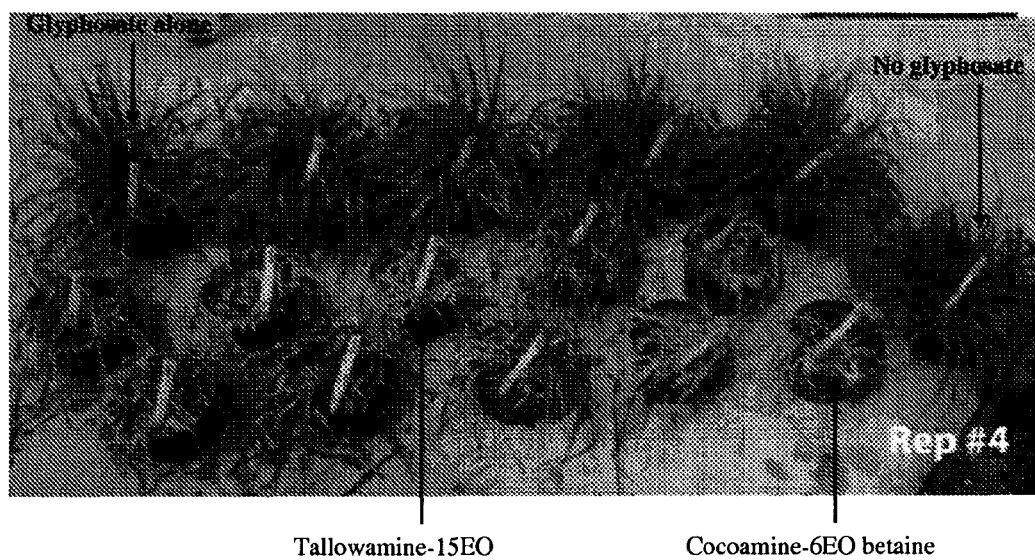 Glyphosate alone
No glyphosate
Rep #4
Tallowamine-15EO
Cocoamine-6EO betaine